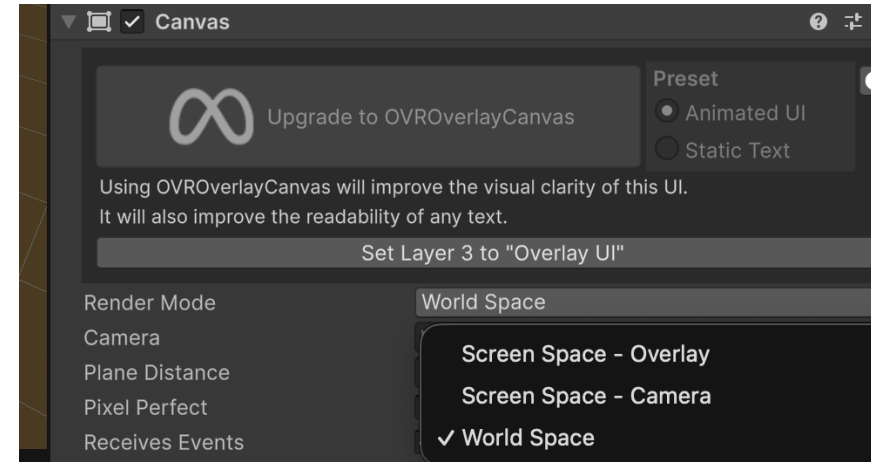 Canvas
Upgrade to OVROverlayCanvas
Preset
Animated UI
Static Text
Using OVROverlayCanvas will improve the visual clarity of this UI.
It will also improve the readability of any text.
Set Layer 3 to "Overlay UI"
Render Mode
World Space
Camera
Plane Distance
Pixel Perfect
Receives Events
Screen Space - Overlay
Screen Space - Camera
✓ World Space